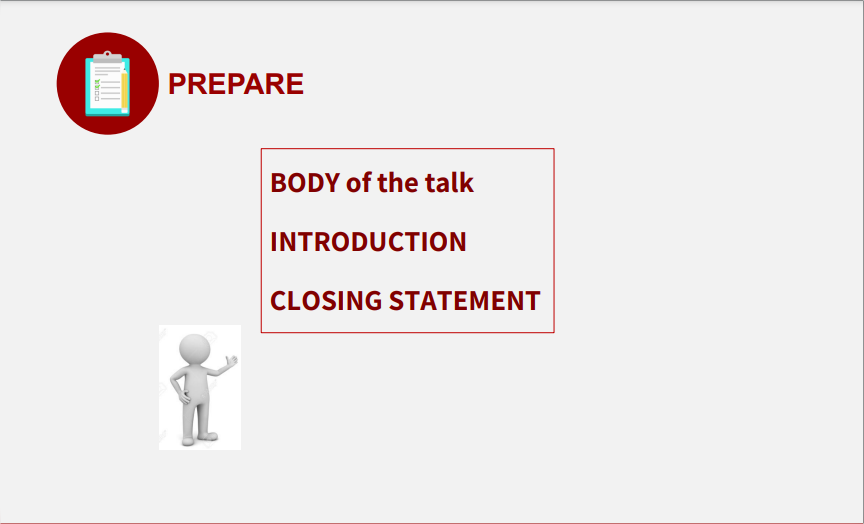 PREPARE
BODY of the talk
INTRODUCTION
CLOSING STATEMENT